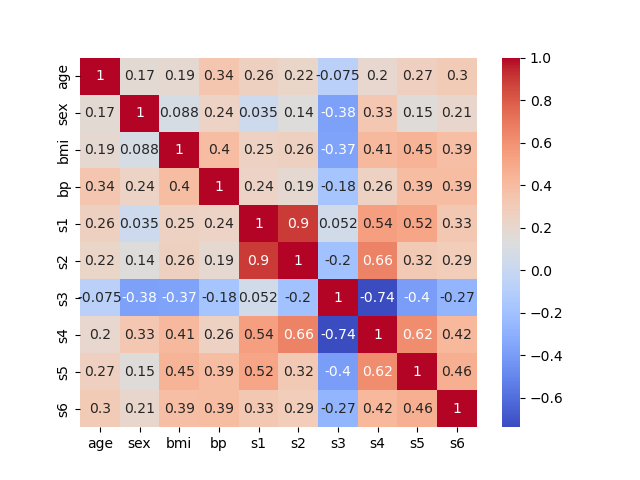 age 1 0.17 0.19 0.34 0.26 0.22 -0.075 0.2 0.27 0.3
sex 0.17 1 0.088 0.24 0.035 0.14 -0.38 0.33 0.15 0.21
bmi 0.19 0.088 1 0.4 0.25 0.26 -0.37 0.41 0.45 0.39
bp 0.34 0.24 0.4 1 0.24 0.19 -0.18 0.26 0.39 0.39
s1 0.26 0.035 0.25 0.24 1 0.9 0.052 0.54 0.52 0.33
s2 0.22 0.14 0.26 0.19 0.9 1 -0.2 0.66 0.32 0.29
s3 -0.075 -0.38 -0.37 -0.18 0.052 -0.2 1 -0.74 -0.4 -0.27
s4 0.2 0.33 0.41 0.26 0.54 0.66 -0.74 1 0.62 0.42
s5 0.27 0.15 0.45 0.39 0.52 0.32 -0.4 0.62 1 0.46
s6 0.3 0.21 0.39 0.39 0.33 0.29 -0.27 0.42 0.46 1
age sex bmi bp s1 s2 s3 s4 s5 s6
1.0
0.8
0.6
0.4
0.2
0.0
−0.2
−0.4
−0.6